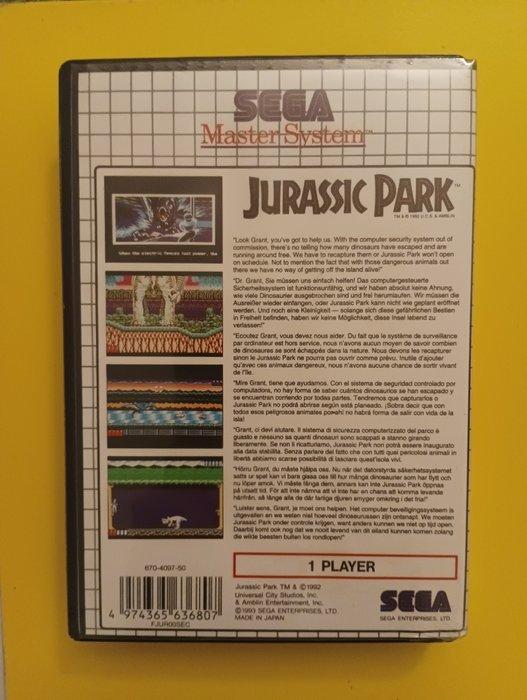 SEGA
Master System™
JURASSIC PARK™
TM & © 1992 U.C.S. & AMBLIN
When the electric fences lost power, the
"Look Grant, you've got to help us. With the computer security system out of
commission, there's no telling how many dinosaurs have escaped and are
running around free. We have to recapture them or Jurassic Park won't open
on schedule. Not to mention the fact that with those dangerous animals out
there we have no way of getting off the island alive!"
"Dr. Grant, Sie müssen uns einfach helfen! Das computergesteuerte
Sicherheitssystem ist funktionsunfähig, und wir haben absolut keine Ahnung,
wie viele Dinosaurier ausgebrochen sind und frei herumlaufen. Wir müssen die
Ausreißer wieder einfangen, oder Jurassic Park kann nicht wie geplant eröffnet
werden. Und noch eine Kleinigkeit — solange sich diese gefährlichen Bestien
in Freiheit befinden, haben wir keine Möglichkeit, diese Insel lebend zu
verlassen!"
"Ecoutez Grant, vous devez nous aider. Du fait que le système de surveillance
par ordinateur est hors service, nous n'avons aucun moyen de savoir combien
de dinosaures se sont échappés dans la nature. Nous devons les recapturer
sinon le Jurassic Park ne pourra pas ouvrir comme prévu. Inutile d'ajouter
qu'avec ces animaux dangereux, nous n'avons aucune chance de sortir vivant
de l'île.
"Mire Grant, tiene que ayudarnos. Con el sistema de seguridad controlado por
computadora, no hay forma de saber cuántos dinosaurios se han escapado y
se encuentran corriendo por todas partes. Tendremos que capturarlos o
Jurassic Park no podrá abrirse según está planeado. ¡Sobra decir que con
todos esos peligrosos animales por ahí no habrá forma de salir con vida de la
isla!
"Grant, ci devi aiutare. Il sistema di sicurezza computerizzato del parco è
guasto e nessuno sa quanti dinosauri sono scappati e stanno girando
liberamente. Se non li ricatturiamo, Jurassic Park non potrà essere inaugurato
alla data stabilita. Senza parlare del fatto che con tutti quei pericolosi animali in
libertà abbiamo scarse possibilità di lasciare quest'isola vivi.
"Hörru Grant, du måste hjälpa oss. Nu när det datorstyrda säkerhetssystemet
satts ur spel kan vi bara gissa oss till hur många dinosaurier som har flytt och
nu löper amok. Vi måste fånga dem, annars kan inte Jurassic Park öppnas
på utsatt tid. För att inte nämna att vi inte har en chans att komma levande
härifrån, så länge alla de där farliga djuren smyger omkring i det fria!"
"Luister eens, Grant, je moet ons helpen. Het computer beveiligingssysteem is
uitgevallen en we weten niet hoeveel dinosaurussen zijn ontsnapt. We moeten
Jurassic Park onder controle krijgen, want anders kunnen we niet op tijd open.
Daarbij komt ook nog dat we nooit levend van dit eiland kunnen komen zolang
die wilde beesten buiten los rondlopen!"
1 PLAYER
670-4097-50
4 974365 636807
FJUR00SEC
Jurassic Park TM & ©1992
Universal City Studios, Inc.
& Amblin Entertainment, Inc.
©1993 SEGA ENTERPRISES, LTD.
MADE IN JAPAN
SEGA
SEGA ENTERPRISES, LTD.